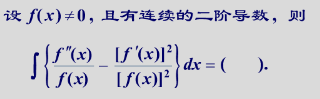 设 f(x)≠0，且有连续的二阶导数，则
∫{f″(x)/f(x) − [f′(x)]²/[f(x)]²}dx = (    ).